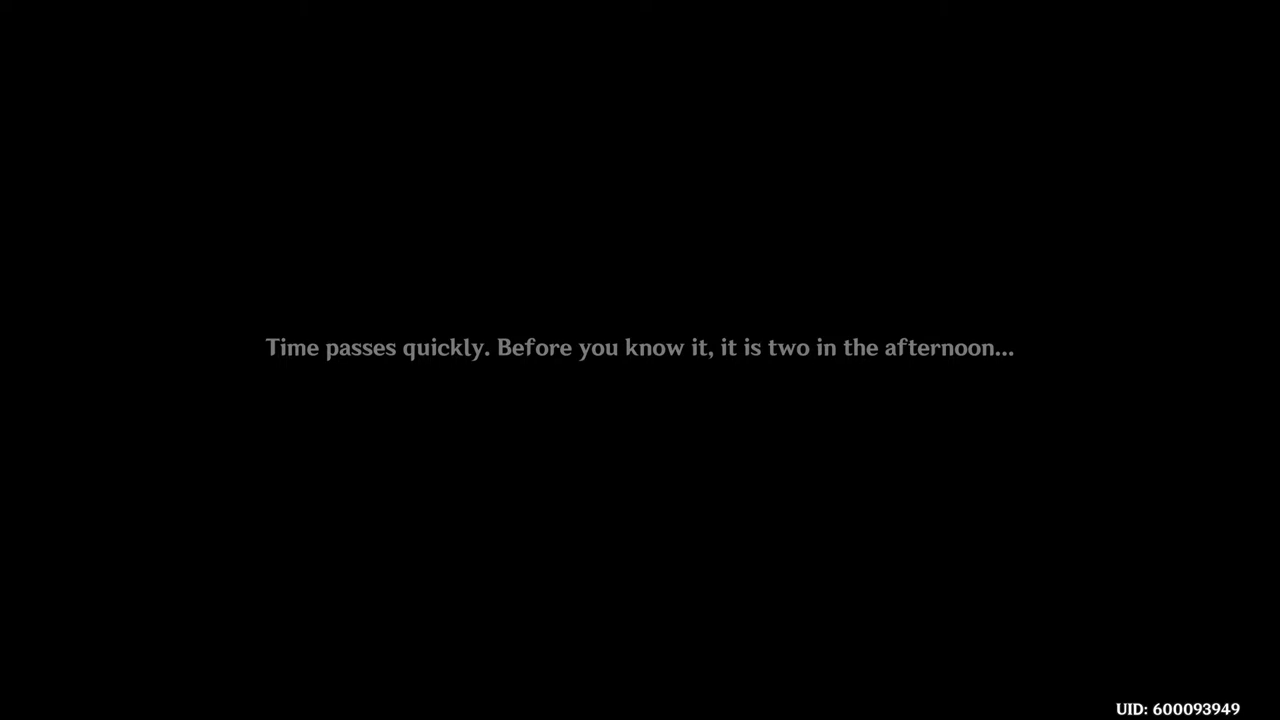 Time passes quickly. Before you know it, it is two in the afternoon...
UID: 600093949